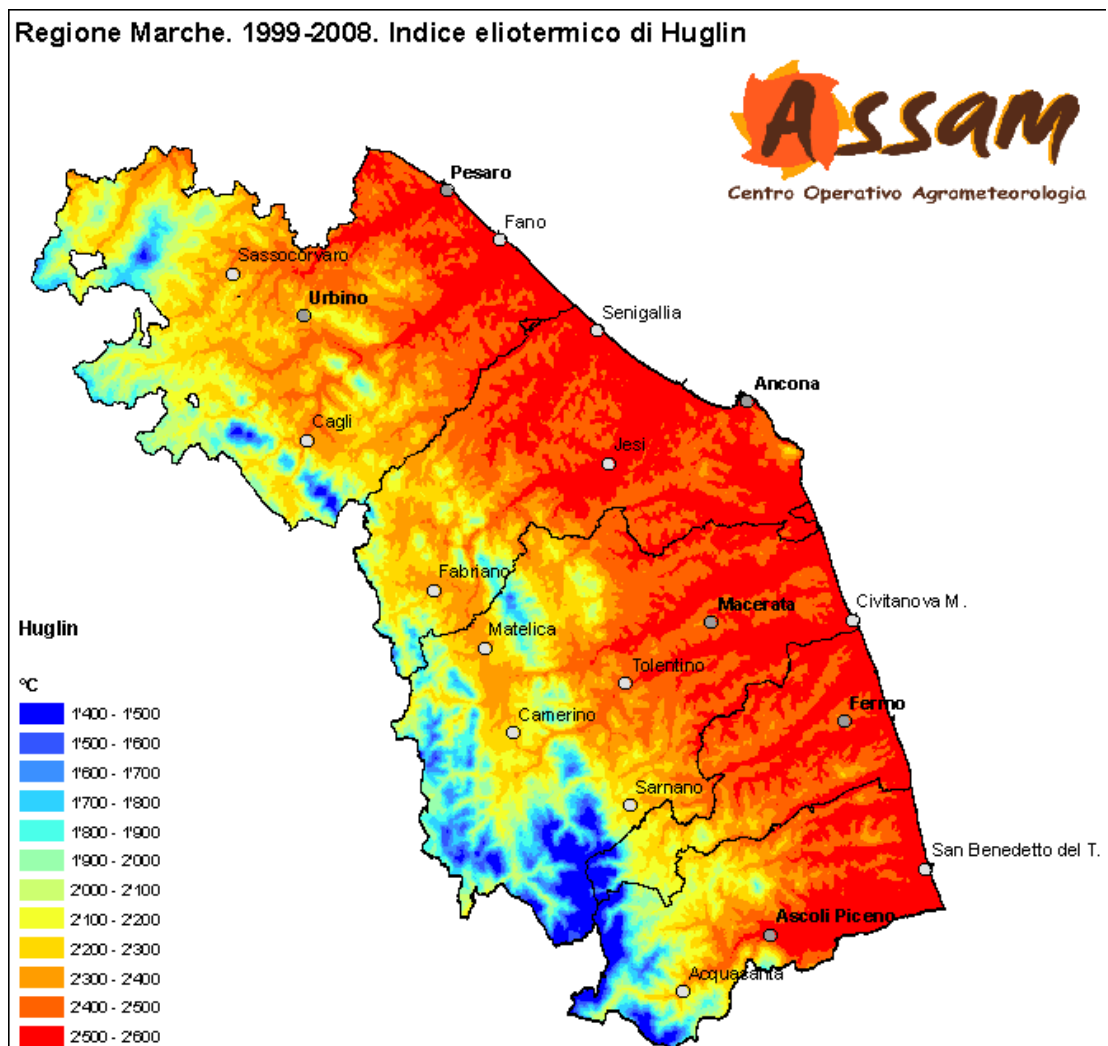 Regione Marche. 1999-2008. Indice eliotermico di Huglin
Assam
Centro Operativo Agrometeorologia
Pesaro
Fano
Sassocorvaro
Urbino
Senigallia
Ancona
Cagli
Jesi
Fabriano
Macerata
Civitanova M.
Matelica
Tolentino
Camerino
Fermo
Sarnano
San Benedetto del T.
Ascoli Piceno
Acquasanta
Huglin
°C
1'400 - 1'500
1'500 - 1'600
1'600 - 1'700
1'700 - 1'800
1'800 - 1'900
1'900 - 2'000
2'000 - 2'100
2'100 - 2'200
2'200 - 2'300
2'300 - 2'400
2'400 - 2'500
2'500 - 2'600